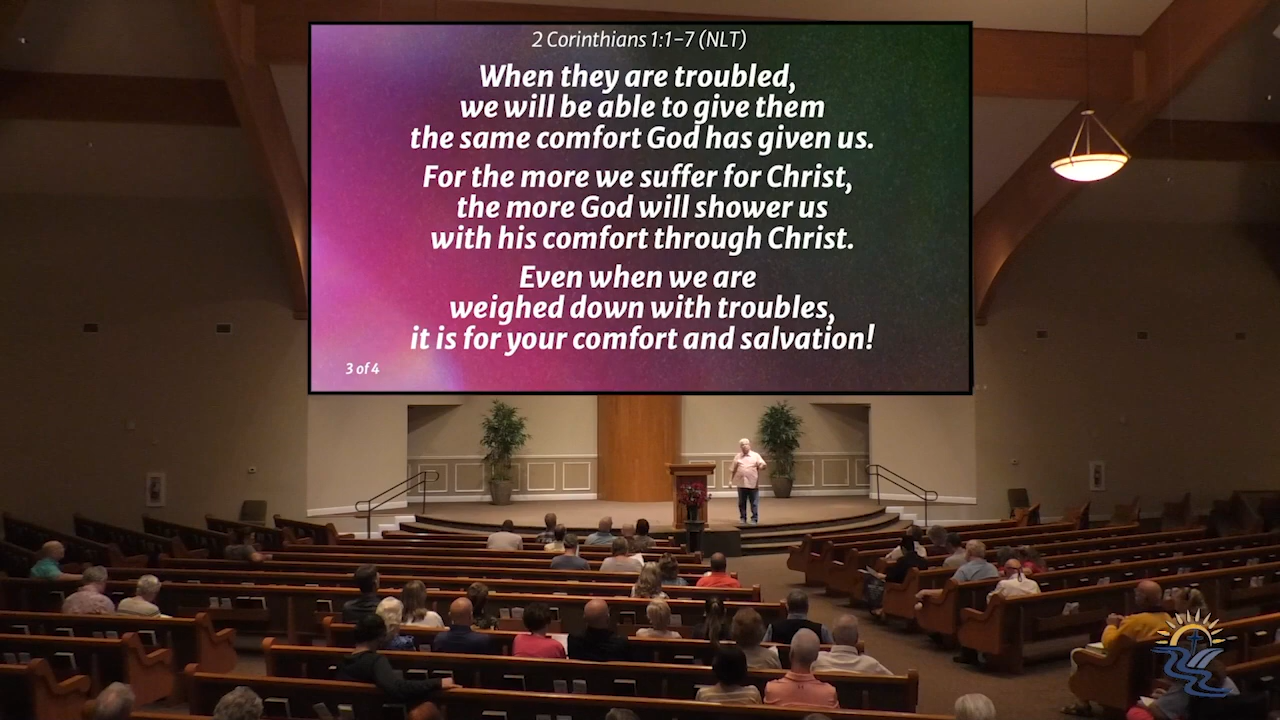 2 Corinthians 1:1–7 (NLT)
When they are troubled,
we will be able to give them
the same comfort God has given us.
For the more we suffer for Christ,
the more God will shower us
with his comfort through Christ.
Even when we are
weighed down with troubles,
it is for your comfort and salvation!
3 of 4